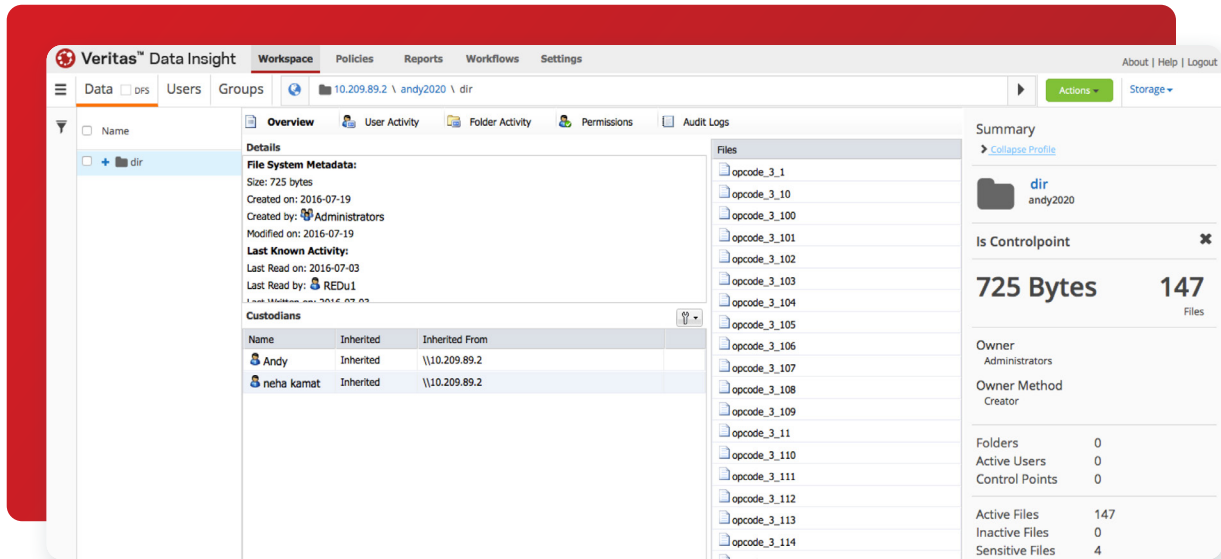 Veritas™ Data Insight Workspace Policies Reports Workflows Settings
About | Help | Logout
Data DFS Users Groups 10.209.89.2 \ andy2020 \ dir Actions Storage
Name
dir
Overview User Activity Folder Activity Permissions Audit Logs
Details
File System Metadata:
Size: 725 bytes
Created on: 2016-07-19
Created by: Administrators
Modified on: 2016-07-19
Last Known Activity:
Last Read on: 2016-07-03
Last Read by: REDu1
Last Written on: 2016-07-03
Custodians
Name Inherited Inherited From
Andy Inherited \\10.209.89.2
neha kamat Inherited \\10.209.89.2
Files
opcode_3_1
opcode_3_10
opcode_3_100
opcode_3_101
opcode_3_102
opcode_3_103
opcode_3_104
opcode_3_105
opcode_3_106
opcode_3_107
opcode_3_108
opcode_3_109
opcode_3_11
opcode_3_110
opcode_3_111
opcode_3_112
opcode_3_113
opcode_3_114
Summary
Collapse Profile
dir
andy2020
Is Controlpoint
725 Bytes 147
Files
Owner
Administrators
Owner Method
Creator
Folders 0
Active Users 0
Control Points 0
Active Files 147
Inactive Files 0
Sensitive Files 4